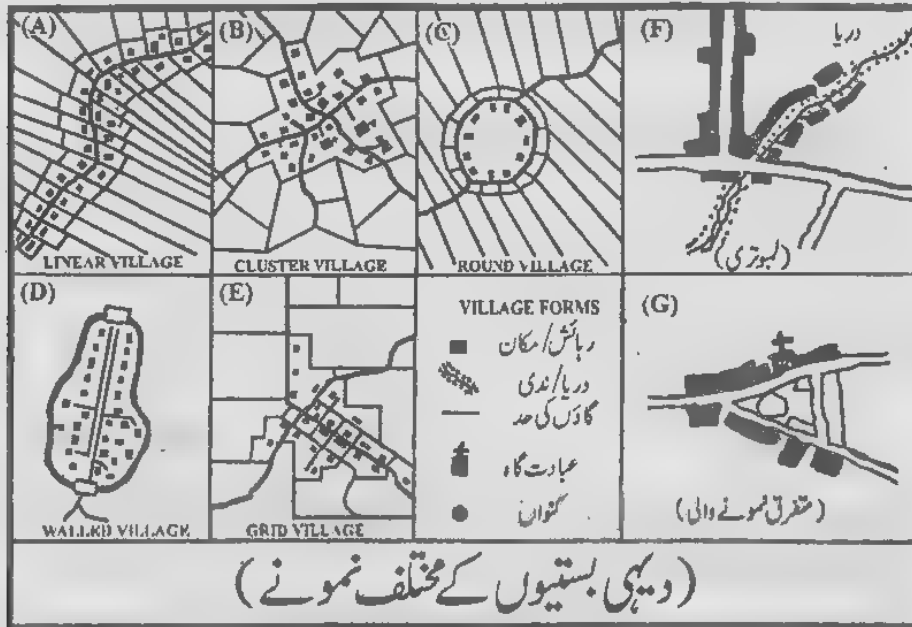 (A)
(B)
(C)
(F)
دریا
LINEAR VILLAGE
CLUSTER VILLAGE
ROUND VILLAGE
(لمبوتری)
(D)
(E)
VILLAGE FORMS
(G)
رہائش/مکان
دریا/ندی
گاؤں کی حد
عبادت گاہ
کنواں
WALLED VILLAGE
GRID VILLAGE
(متفرق نمونے والی)
(دیہی بستیوں کے مختلف نمونے)